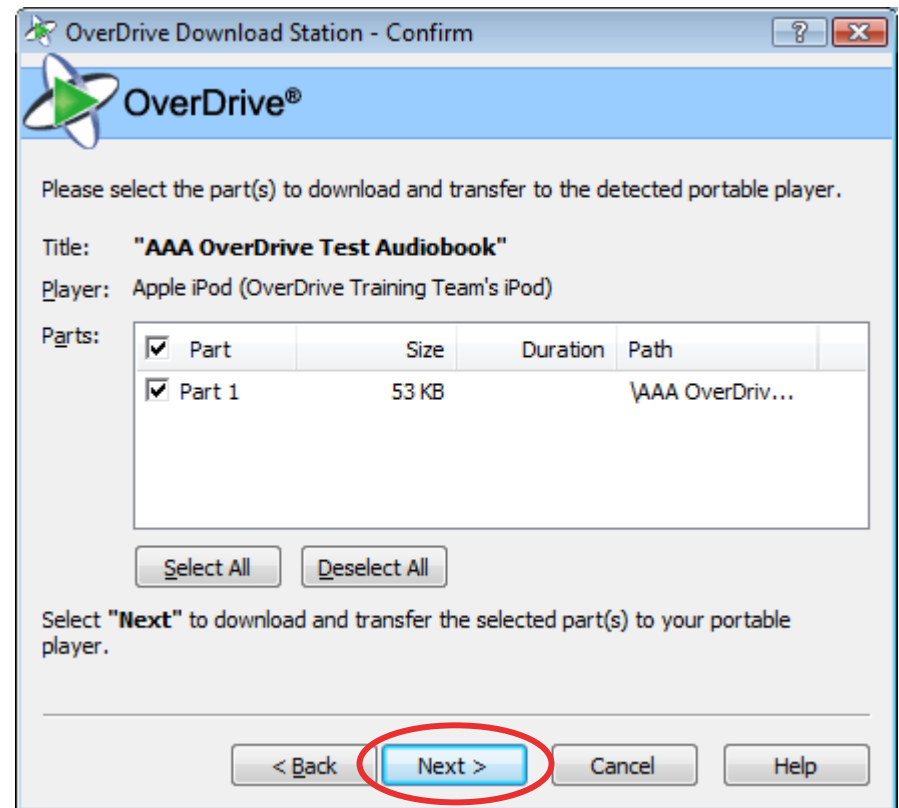 OverDrive Download Station - Confirm
OverDrive®
Please select the part(s) to download and transfer to the detected portable player.
Title: "AAA OverDrive Test Audiobook"
Player: Apple iPod (OverDrive Training Team's iPod)
Parts:
Part Size Duration Path
Part 1 53 KB \AAA OverDriv...
Select All Deselect All
Select "Next" to download and transfer the selected part(s) to your portable
player.
< Back Next > Cancel Help